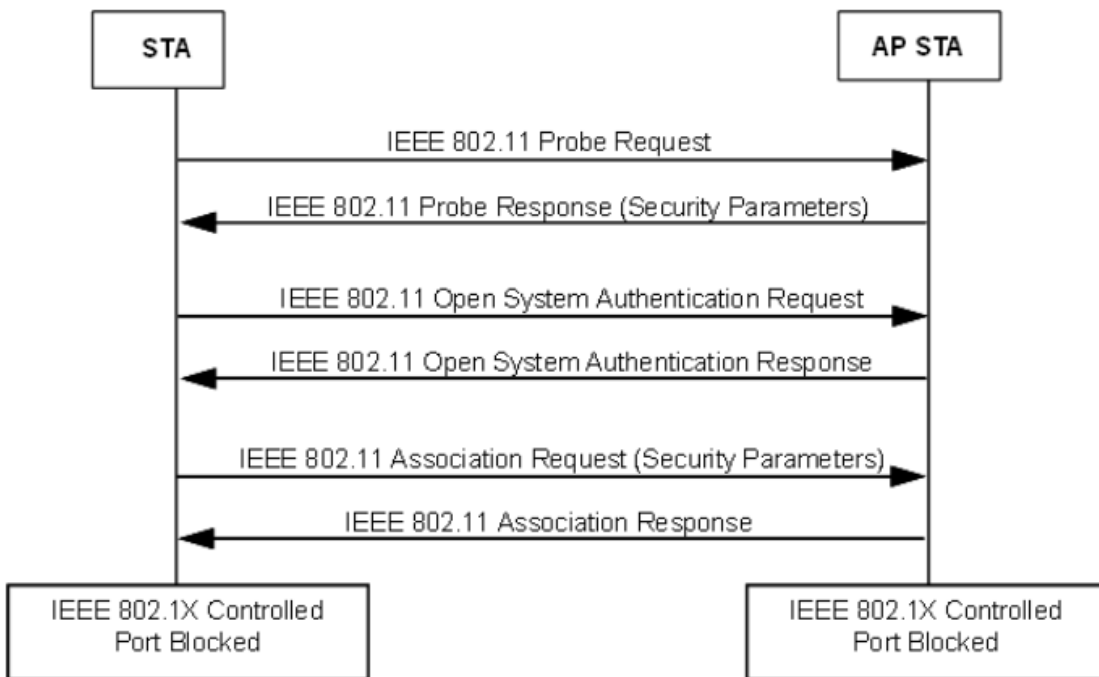 STA
AP STA
IEEE 802.11 Probe Request
IEEE 802.11 Probe Response (Security Parameters)
IEEE 802.11 Open System Authentication Request
IEEE 802.11 Open System Authentication Response
IEEE 802.11 Association Request (Security Parameters)
IEEE 802.11 Association Response
IEEE 802.1X Controlled
Port Blocked
IEEE 802.1X Controlled
Port Blocked